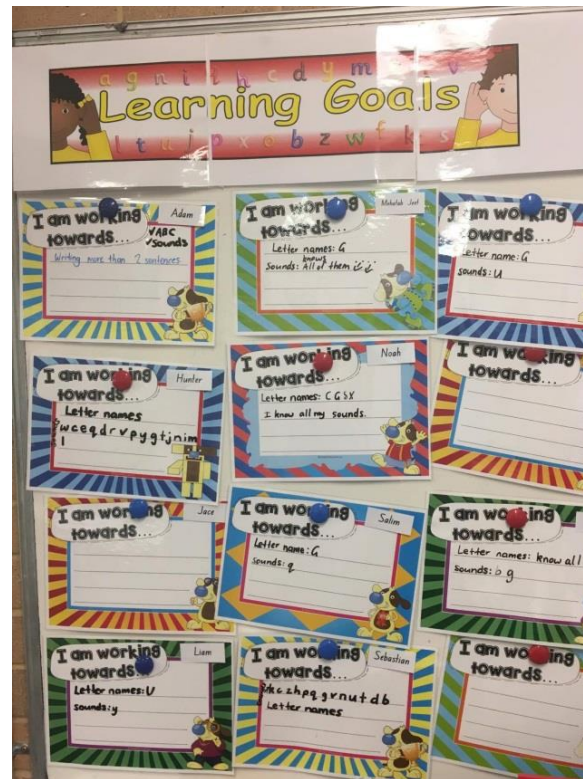 a g n i h c d y m v
Learning Goals
l t u j p x o b z w f k s
I am working
towards...
Adam
✓ABC
✓Sounds
Writing more than 2 sentences
I am working
towards...
Joel
Letter names: G
knows
sounds: All of them
I am working
towards...
Letter name: G
sounds: U
I am working
towards...
Hunter
Letter names
w c e q d r v p y g t j n i m
l
I am working
towards...
Noah
Letter names: C G S X
I know all my sounds.
I am working
towards...
I am working
towards...
Jace
I am working
towards...
Salim
Letter name: G
sounds: q
I am working
towards...
Letter names: know all
sounds: b g
I am working
towards...
Liam
Letter names: U
sounds: y
I am working
towards...
Sebastian
z h p q g v n u t d b
Letter names
I am working
towards...